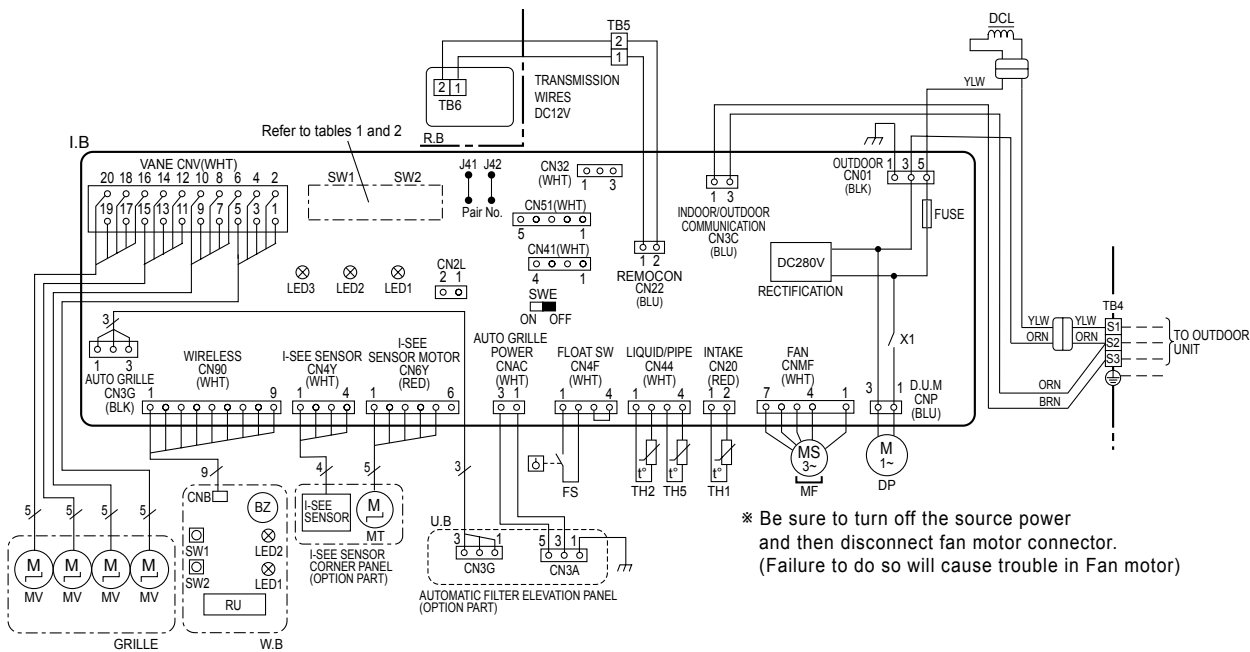 DCL
TB5
2
1
YLW
2 1
TB6
TRANSMISSION
WIRES
DC12V
Refer to tables 1 and 2
R.B
I.B
VANE CNV(WHT)
20 18 16 14 12 10 8 6 4 2
19 17 15 13 11 9 7 5 3 1
SW1 SW2
J41 J42
Pair No.
CN32
(WHT)
1 3
CN51(WHT)
5 1
CN41(WHT)
4 1
1 3
INDOOR/OUTDOOR
COMMUNICATION
CN3C
(BLU)
OUTDOOR 1 3 5
CN01
(BLK)
FUSE
1 2
REMOCON
CN22
(BLU)
DC280V
RECTIFICATION
LED3 LED2 LED1
CN2L
2 1
SWE
ON OFF
X1
TB4
YLW YLW S1
ORN ORN S2
S3
TO OUTDOOR
UNIT
ORN
BRN
3
1 3
AUTO GRILLE
CN3G
(BLK)
WIRELESS
CN90
(WHT)
1 9
I-SEE SENSOR
CN4Y
(WHT)
1 4
I-SEE
SENSOR MOTOR
CN6Y
(RED)
1 6
AUTO GRILLE
POWER
CNAC
(WHT)
3 1
FLOAT SW
CN4F
(WHT)
1 4
LIQUID/PIPE
CN44
(WHT)
1 4
INTAKE
CN20
(RED)
1 2
FAN
CNMF
(WHT)
7 4 1
3 1
D.U.M
CNP
(BLU)
9
4
5
3
t° t° t°
FS
TH2 TH5 TH1
MS
3~
MF
M
1~
DP
5 5 5 5
M M M M
MV MV MV MV
GRILLE
CNB
BZ
SW1
SW2
LED2
LED1
RU
W.B
I-SEE
SENSOR
M
MT
I-SEE SENSOR
CORNER PANEL
(OPTION PART)
U.B
3 1
CN3G
5 3 1
CN3A
AUTOMATIC FILTER ELEVATION PANEL
(OPTION PART)
※ Be sure to turn off the source power
and then disconnect fan motor connector.
(Failure to do so will cause trouble in Fan motor)